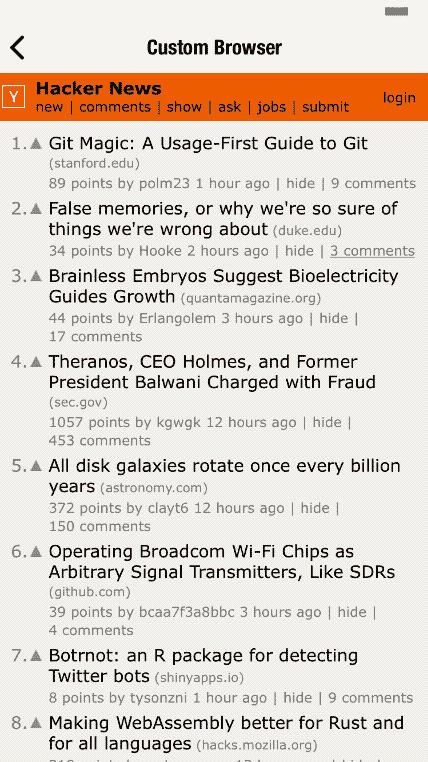 Custom Browser
Y
Hacker News
new | comments | show | ask | jobs | submit
login
1. Git Magic: A Usage-First Guide to Git
(stanford.edu)
89 points by polm23 1 hour ago | hide | 9 comments
2. False memories, or why we're so sure of
things we're wrong about (duke.edu)
34 points by Hooke 2 hours ago | hide | 3 comments
3. Brainless Embryos Suggest Bioelectricity
Guides Growth (quantamagazine.org)
44 points by Erlangolem 3 hours ago | hide |
17 comments
4. Theranos, CEO Holmes, and Former
President Balwani Charged with Fraud
(sec.gov)
1057 points by kgwgk 12 hours ago | hide |
453 comments
5. All disk galaxies rotate once every billion
years (astronomy.com)
372 points by clayt6 12 hours ago | hide |
150 comments
6. Operating Broadcom Wi-Fi Chips as
Arbitrary Signal Transmitters, Like SDRs
(github.com)
39 points by bcaa7f3a8bbc 3 hours ago | hide |
4 comments
7. Botrnot: an R package for detecting
Twitter bots (shinyapps.io)
8 points by tysonzni 1 hour ago | hide | 9 comments
8. Making WebAssembly better for Rust and
for all languages (hacks.mozilla.org)